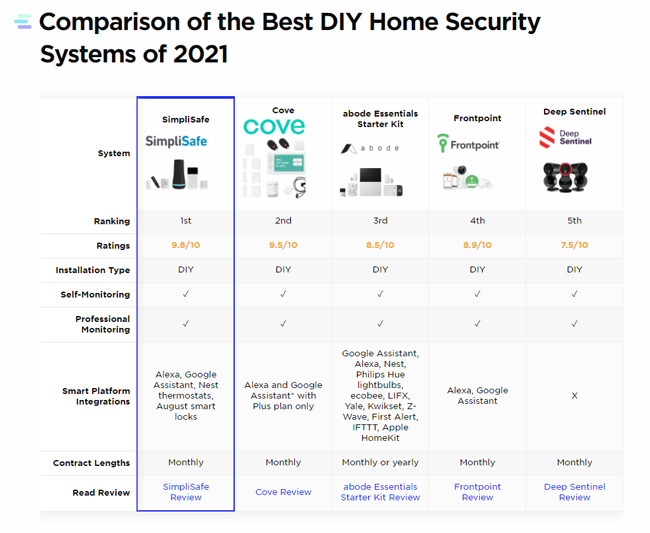 Comparison of the Best DIY Home Security
Systems of 2021
System
SimpliSafe
SimpliSafe
Cove
cove
abode Essentials
Starter Kit
abode
Frontpoint
Frontpoint
Deep Sentinel
Deep
Sentinel
Ranking
1st
2nd
3rd
4th
5th
Ratings
9.8/10
9.5/10
8.5/10
8.9/10
7.5/10
Installation Type
DIY
DIY
DIY
DIY
DIY
Self-Monitoring
✓
✓
✓
✓
✓
Professional
Monitoring
✓
✓
✓
✓
✓
Smart Platform
Integrations
Alexa, Google
Assistant, Nest
thermostats,
August smart
locks
Alexa and Google
Assistant* with
Plus plan only
Google Assistant,
Alexa, Nest,
Philips Hue
lightbulbs,
ecobee, LIFX,
Yale, Kwikset, Z-
Wave, First Alert,
IFTTT, Apple
HomeKit
Alexa, Google
Assistant
X
Contract Lengths
Monthly
Monthly
Monthly or yearly
Monthly
Monthly
Read Review
SimpliSafe
Review
Cove Review
abode Essentials
Starter Kit Review
Frontpoint
Review
Deep Sentinel
Review